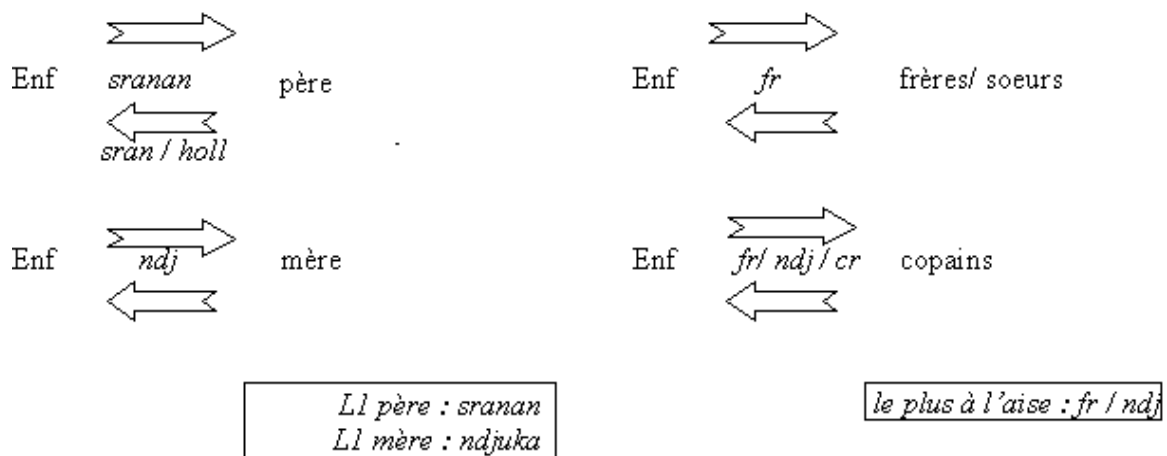 Enf sranan père
sran / holl
Enf fr frères/ soeurs
Enf ndj mère
Enf fr/ ndj / cr copains
L1 père : sranan
L1 mère : ndjuka
le plus à l'aise : fr / ndj